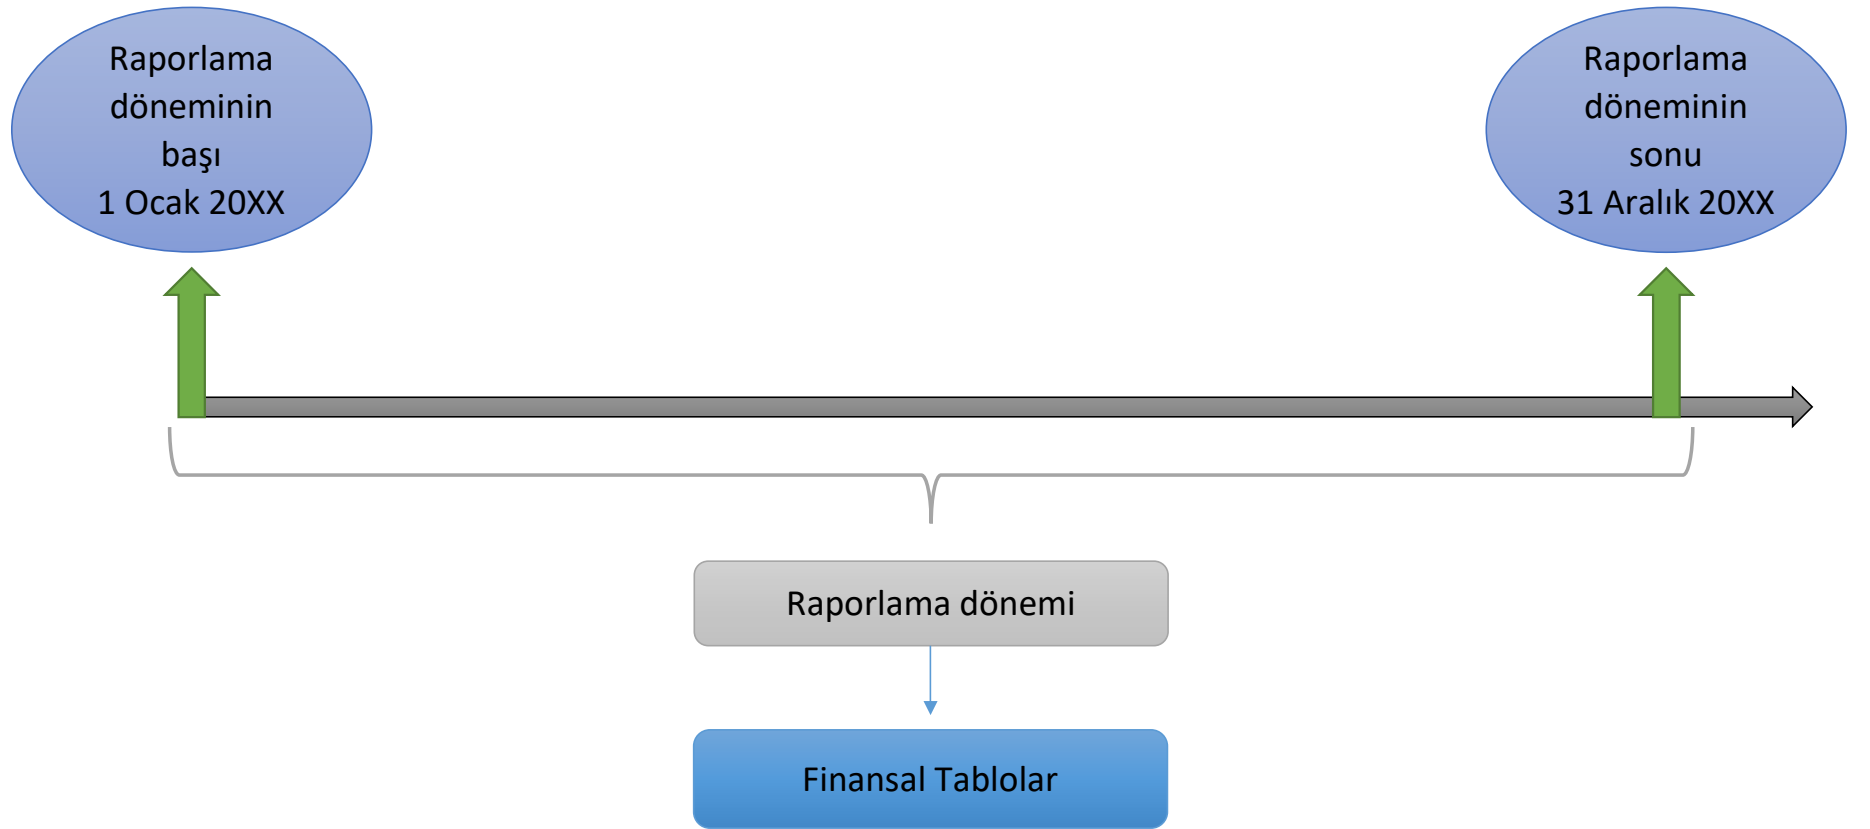 Raporlama
döneminin
başı
1 Ocak 20XX
Raporlama
döneminin
sonu
31 Aralık 20XX
Raporlama dönemi
Finansal Tablolar